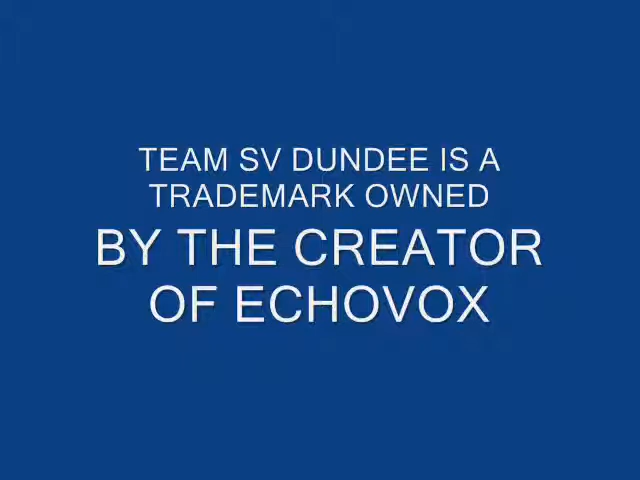 TEAM SV DUNDEE IS A
TRADEMARK OWNED
BY THE CREATOR
OF ECHOVOX